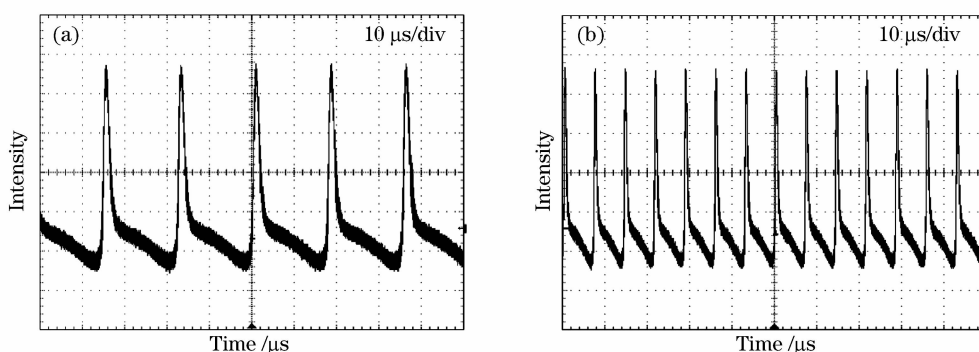 (a)
10 μs/div
Intensity
Time /μs
(b)
10 μs/div
Intensity
Time /μs